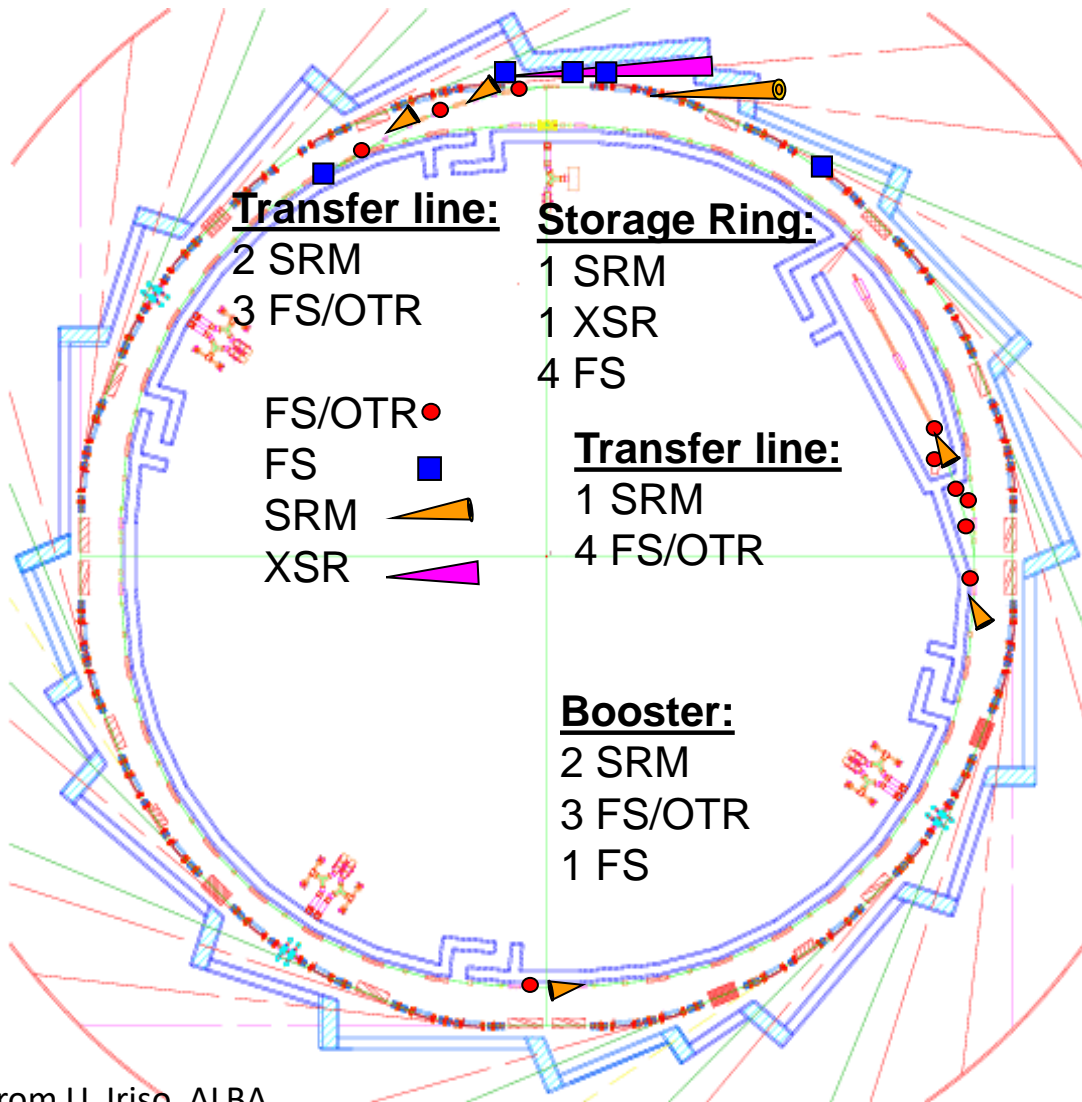 Transfer line:
2 SRM
3 FS/OTR
Storage Ring:
1 SRM
1 XSR
4 FS
FS/OTR
FS
SRM
XSR
Transfer line:
1 SRM
4 FS/OTR
Booster:
2 SRM
3 FS/OTR
1 FS
rom U. Iriso, ALBA